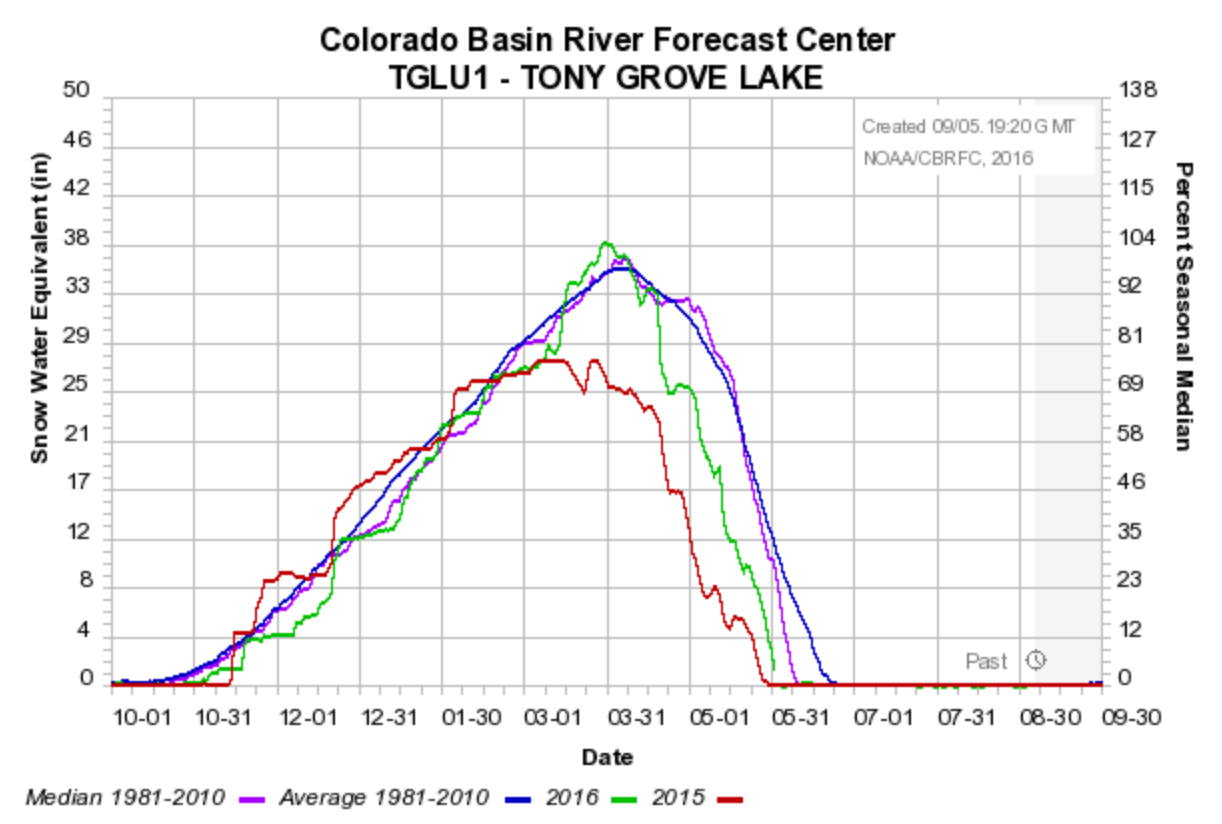 Colorado Basin River Forecast Center
TGLU1 - TONY GROVE LAKE
Created 09/05.19:20 GMT
NOAA/CBRFC, 2016
Snow Water Equivalent (in)
50
46
42
38
33
29
25
21
17
12
8
4
0
Percent Seasonal Median
138
127
115
104
92
81
69
58
46
35
23
12
0
Past
10-01 10-31 12-01 12-31 01-30 03-01 03-31 05-01 05-31 07-01 07-31 08-30 09-30
Date
Median 1981-2010 Average 1981-2010 2016 2015